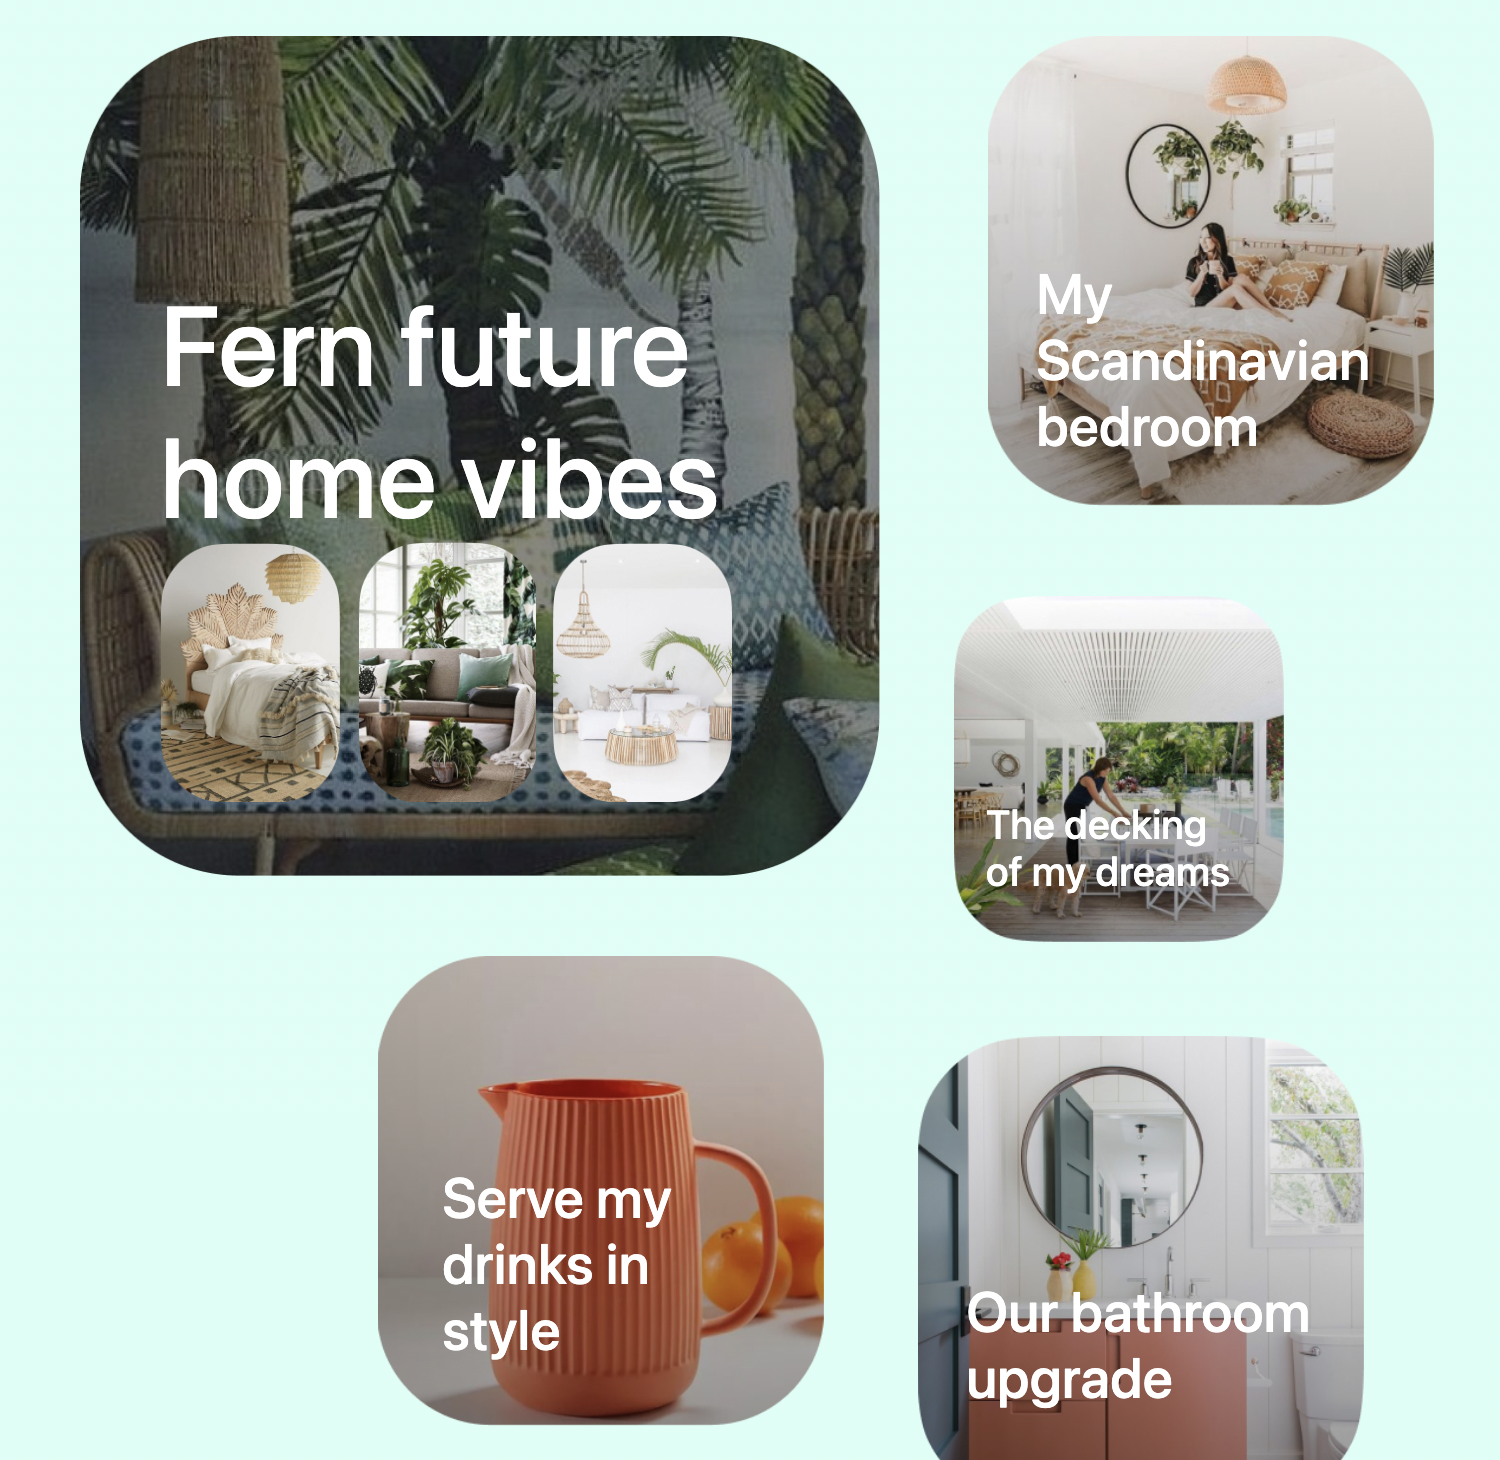 Fern future
home vibes
My
Scandinavian
bedroom
The decking
of my dreams
Serve my
drinks in
style
Our bathroom
upgrade